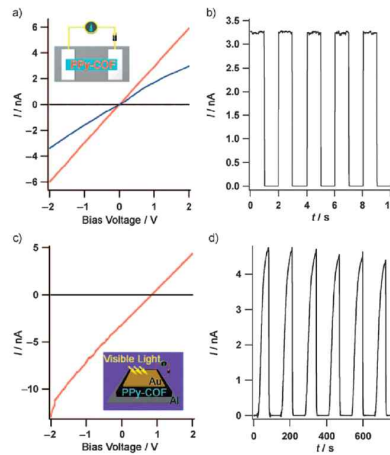 a)
6
4
2
0
−2
−4
−6
I / nA
PPy-COF
−2 −1 0 1 2
Bias Voltage / V
b)
3.5
3.0
2.5
2.0
1.5
1.0
0.5
0.0
I / nA
0 2 4 6 8 10
t / s
c)
5
0
−5
−10
I / nA
Visible Light
Au
PPy-COF
Al
−2 −1 0 1 2
Bias Voltage / V
d)
4
2
0
I / nA
0 200 400 600
t / s